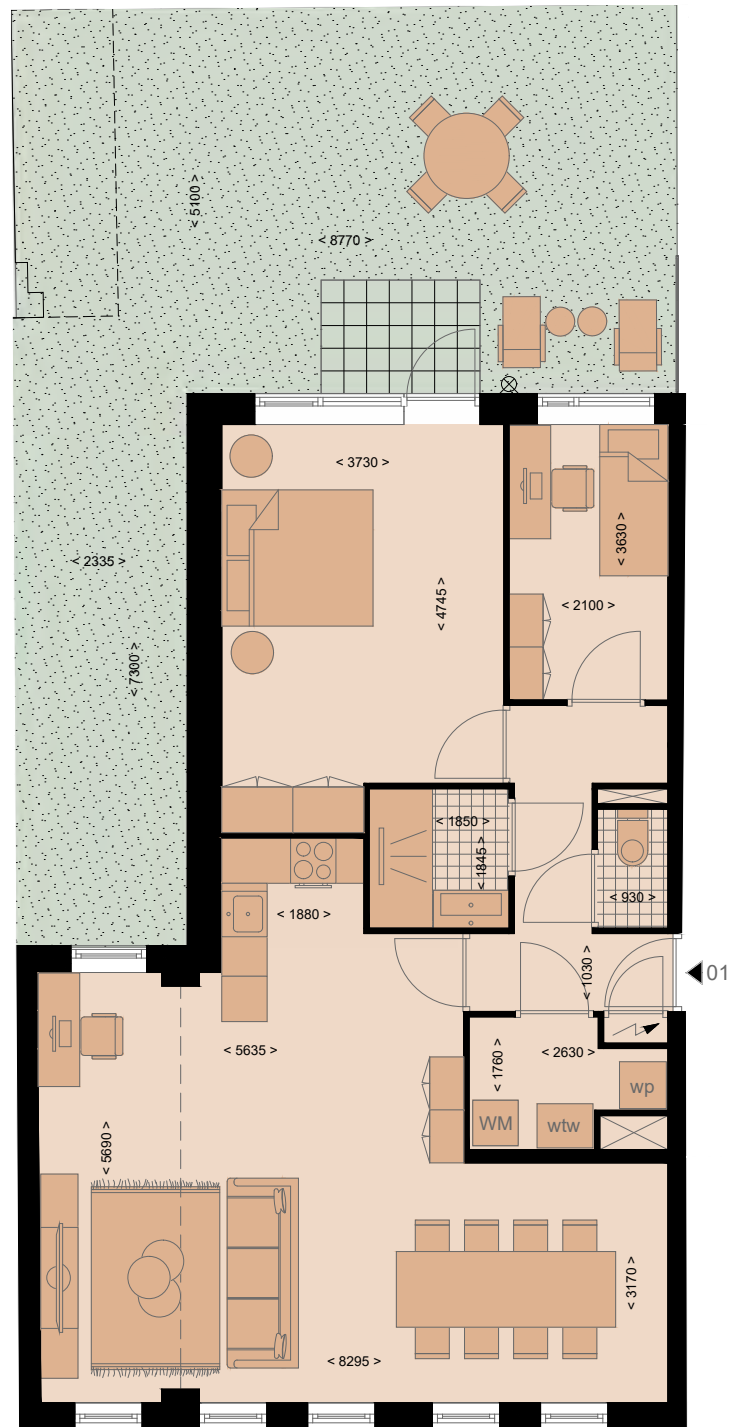 < 5100 >
< 8770 >
< 3730 >
< 3630 >
< 2335 >
< 4745 >
< 2100 >
< 7300 >
< 1850 >
< 1845 >
< 1880 >
< 930 >
01
< 1030 >
< 5635 >
< 1760 >
< 2630 >
wp
WM
wtw
< 5690 >
< 3170 >
< 8295 >